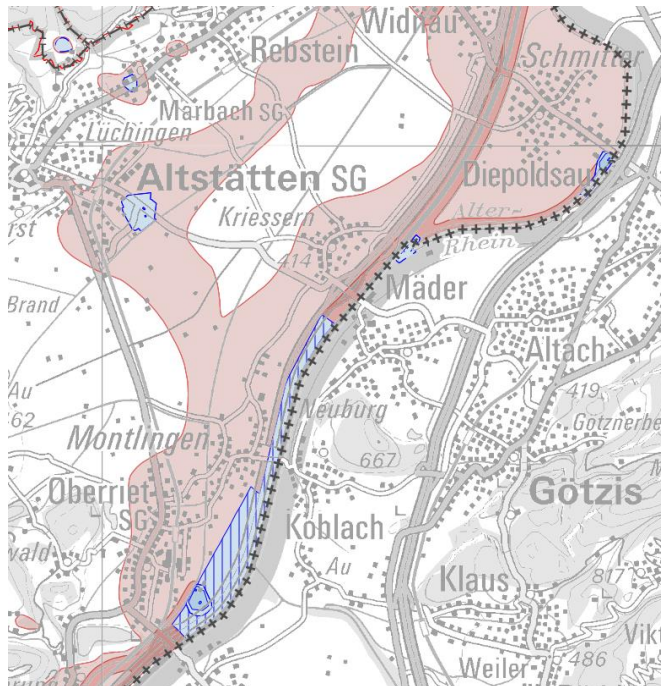 Widnau
Rebstein
Schmitter
Marbach SG
Lüchingen
Altstätten SG
Diepoldsau
Kriessern
Alter-
Rhein
414
Brand
Mäder
Altach
Au
62
Neuburg
419
Montlingen
667
Götznerbe
Oberriet
SG
Götzis
Koblach
wald
Au
Klaus
817
Vikt
Weiler
486